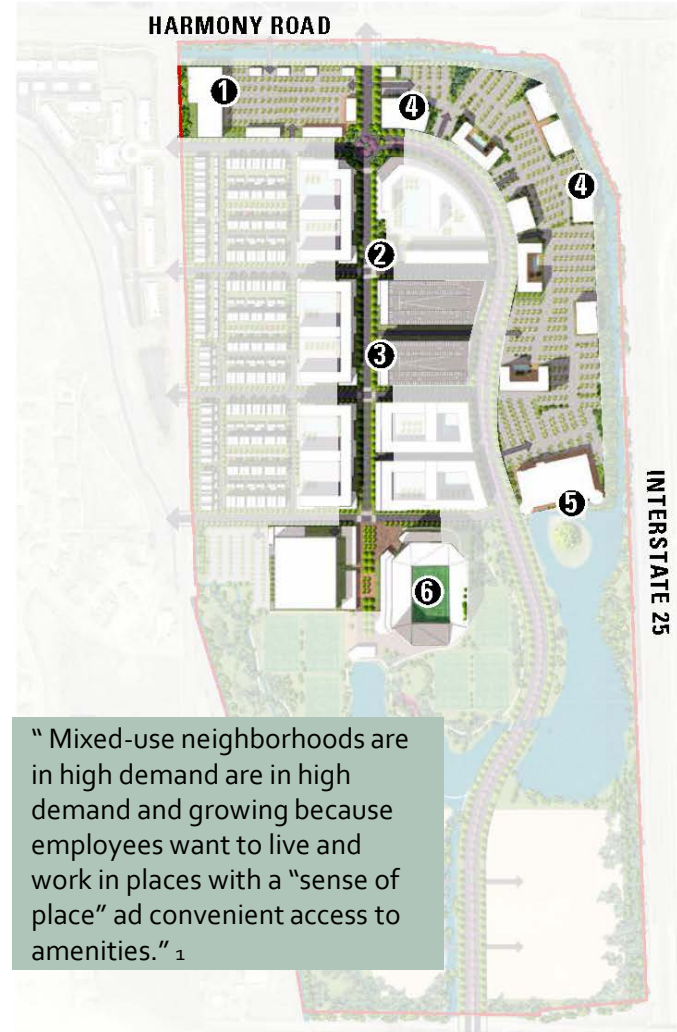 HARMONY ROAD
1
4
4
2
3
5
INTERSTATE 25
6
“ Mixed-use neighborhoods are
in high demand are in high
demand and growing because
employees want to live and
work in places with a “sense of
place” ad convenient access to
amenities.” 1